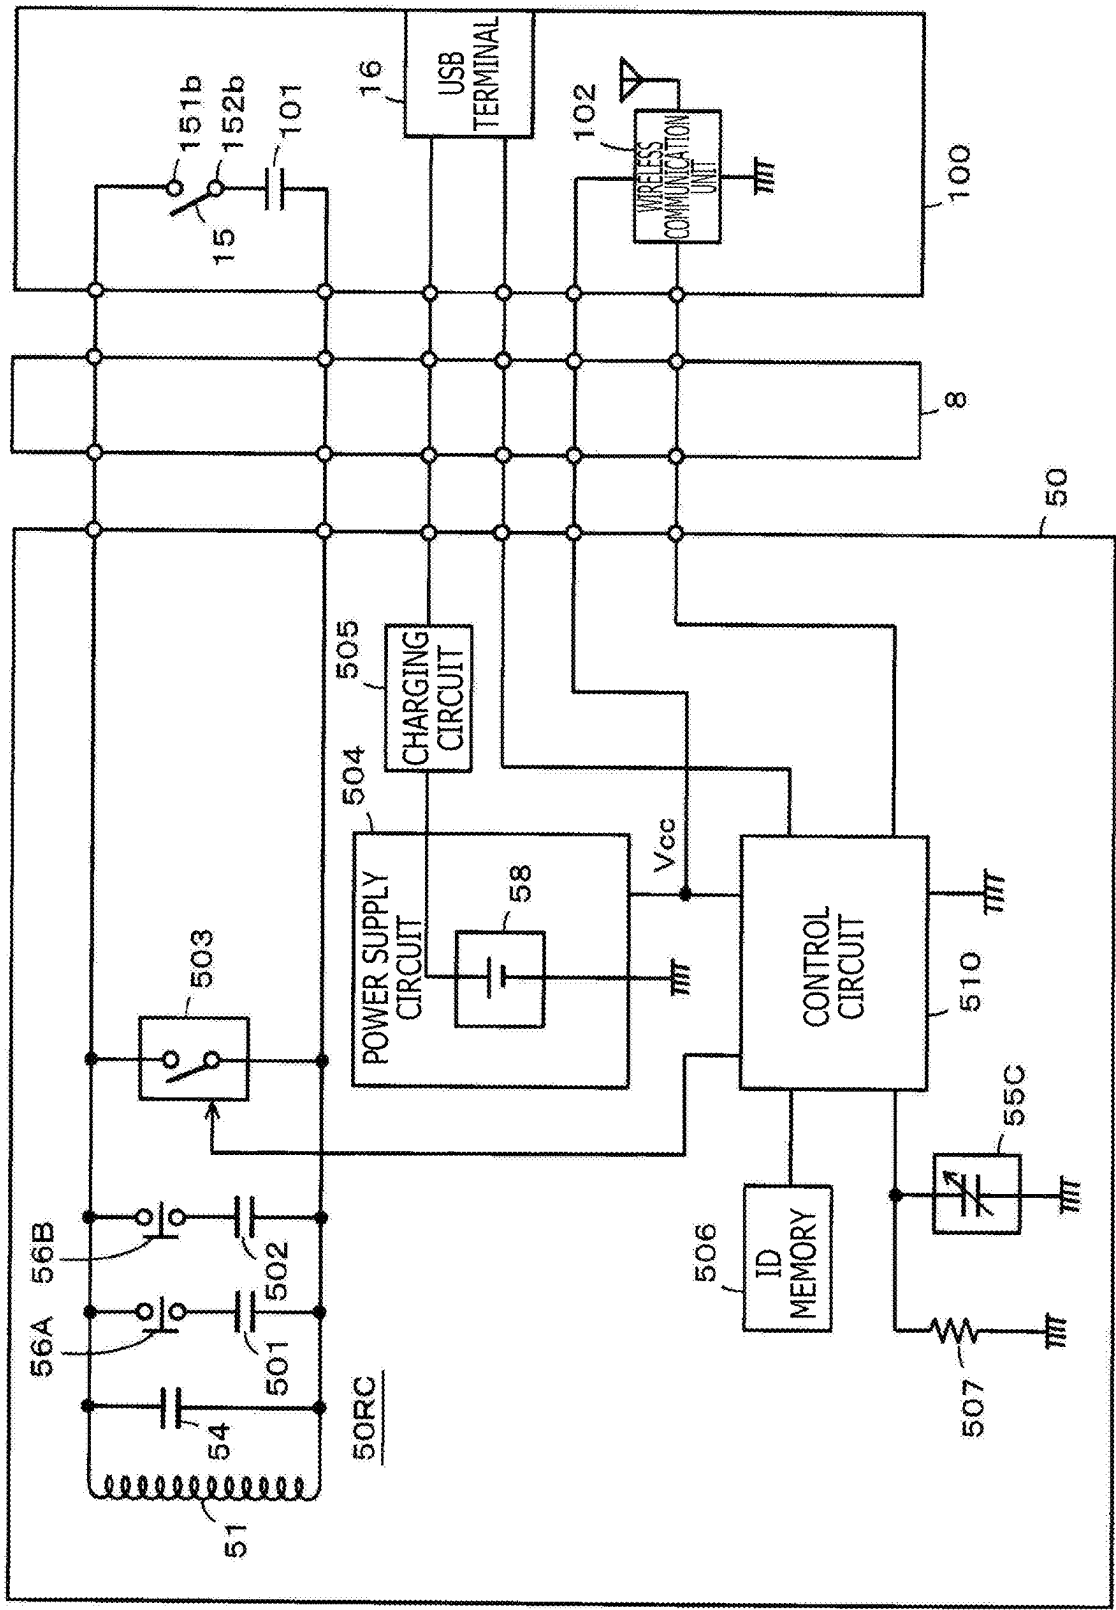 51
54
50RC
56A
501
56B
502
503
POWER SUPPLY
CIRCUIT
504
58
CHARGING
CIRCUIT
505
Vcc
ID
MEMORY
506
507
55C
CONTROL
CIRCUIT
510
50
8
15
151b
152b
101
USB
TERMINAL
16
WIRELESS
COMMUNICATION
UNIT
102
100